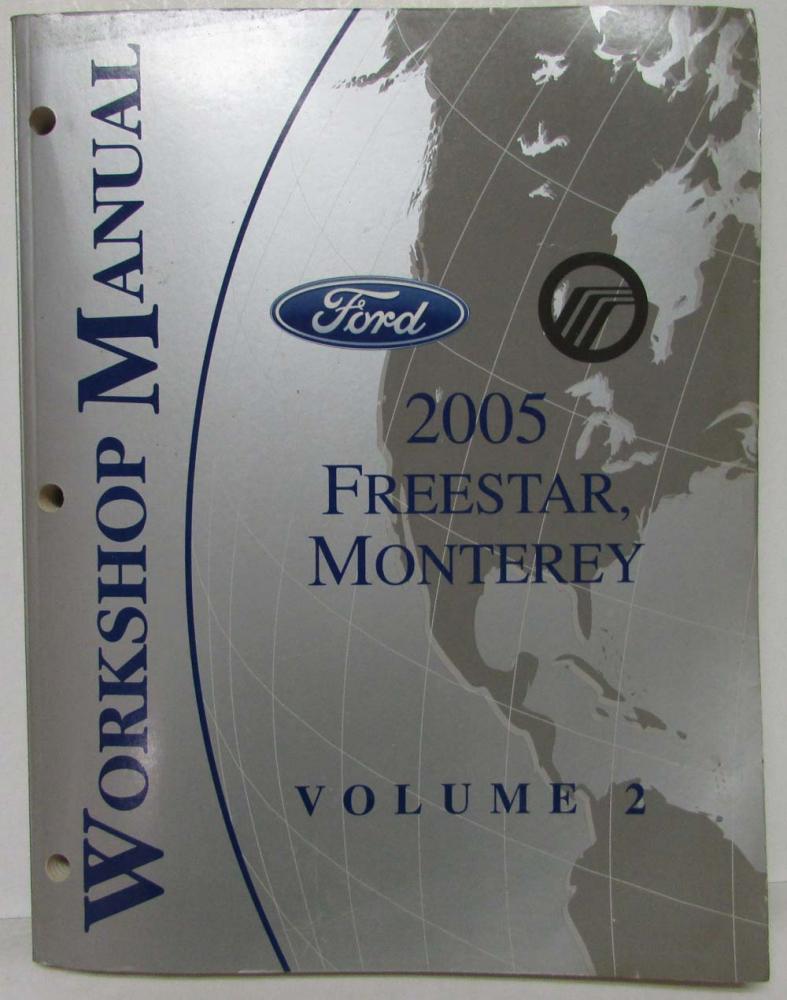 WORKSHOP MANUAL
Ford
2005
FREESTAR,
MONTEREY
VOLUME 2